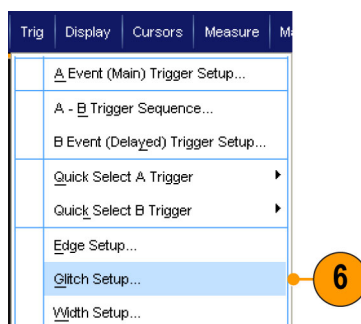 Trig Display Cursors Measure
A Event (Main) Trigger Setup...
A - B Trigger Sequence...
B Event (Delayed) Trigger Setup...
Quick Select A Trigger
Quick Select B Trigger
Edge Setup...
Glitch Setup...
6
Width Setup...